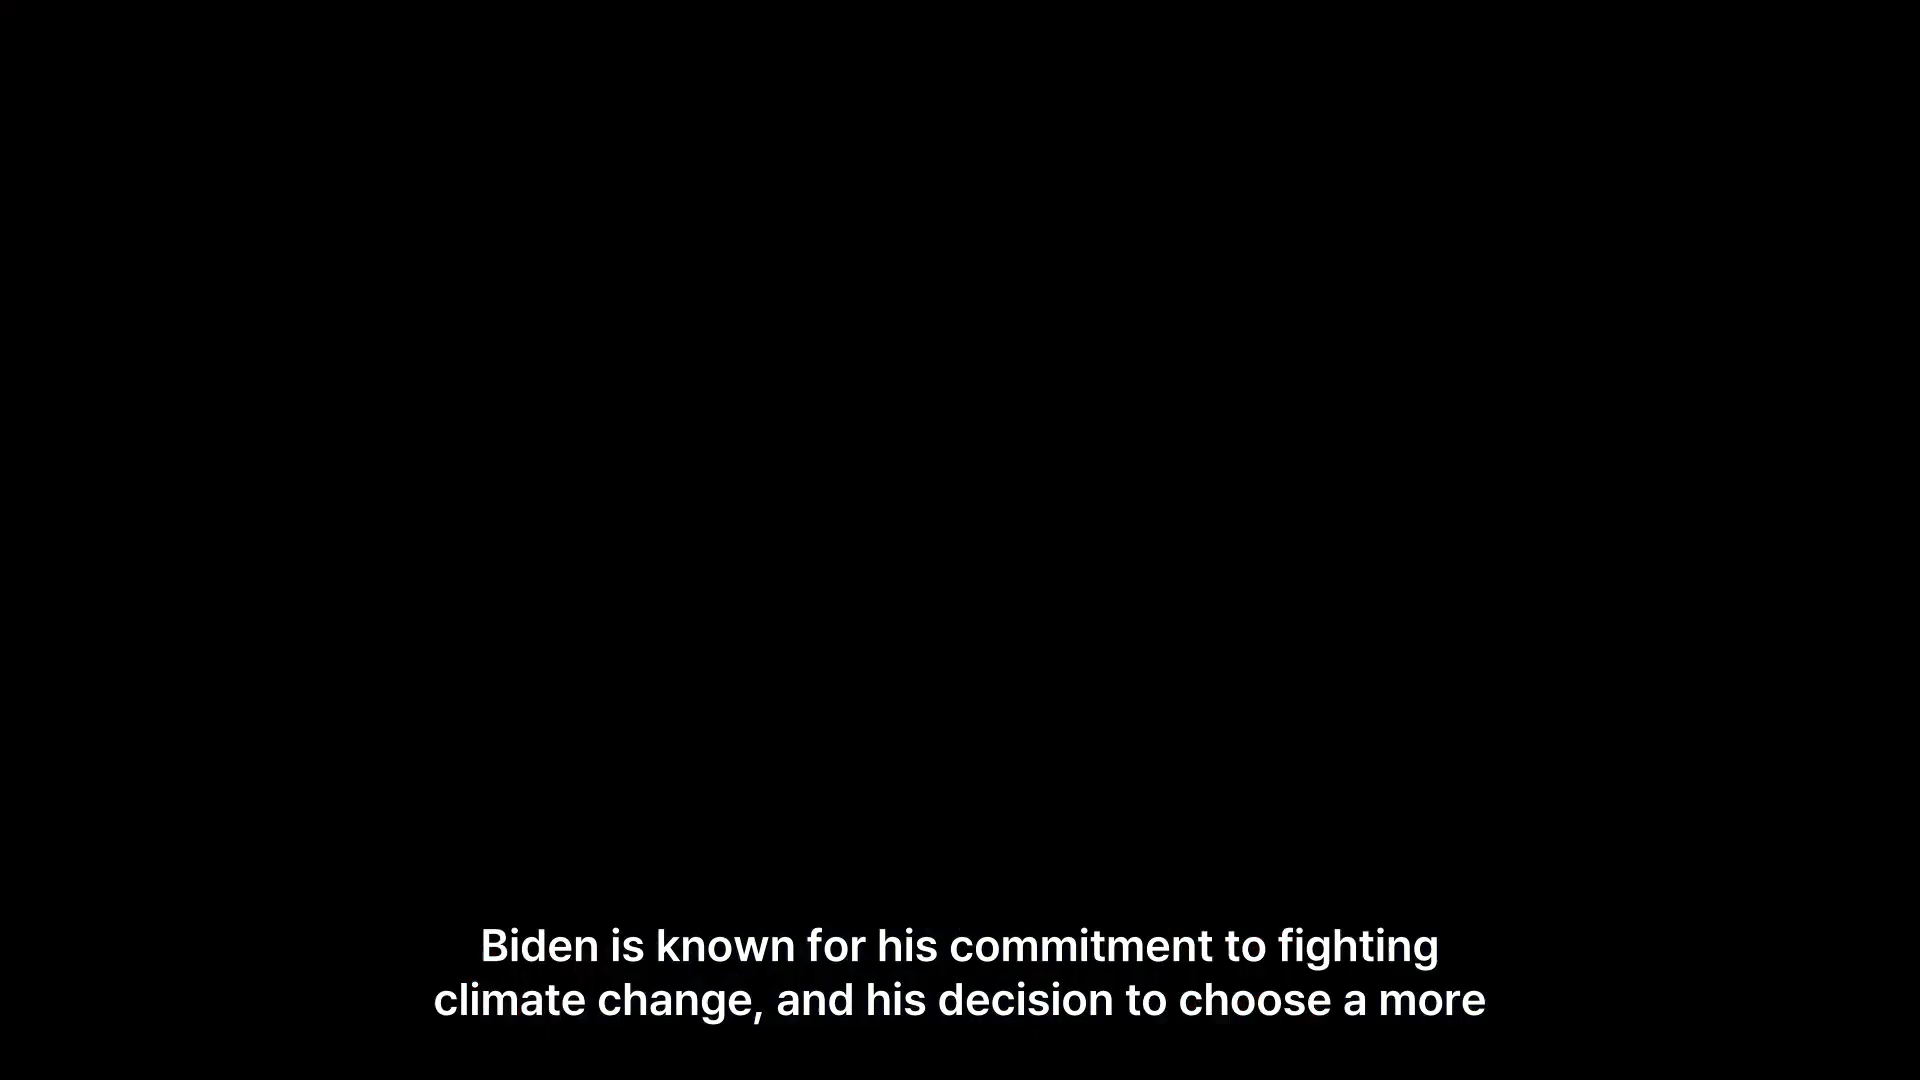 Biden is known for his commitment to fighting
climate change, and his decision to choose a more